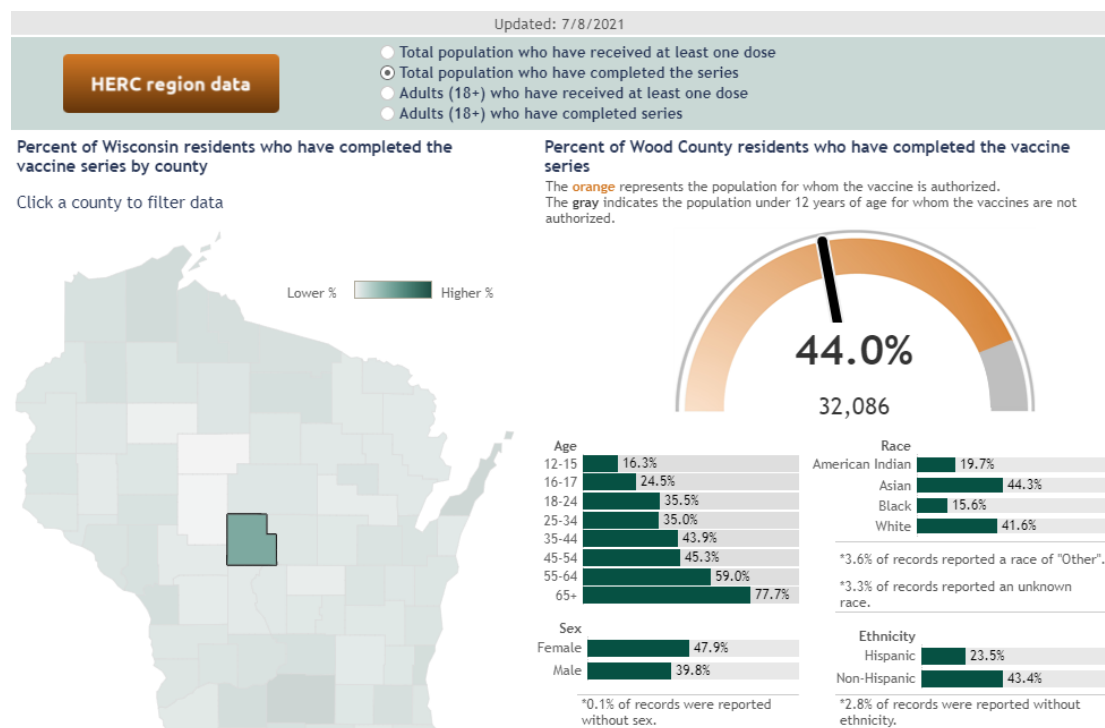 Updated: 7/8/2021
HERC region data
Total population who have received at least one dose
Total population who have completed the series
Adults (18+) who have received at least one dose
Adults (18+) who have completed series
Percent of Wisconsin residents who have completed the
vaccine series by county
Click a county to filter data
Lower %
Higher %
Percent of Wood County residents who have completed the vaccine
series
The orange represents the population for whom the vaccine is authorized.
The gray indicates the population under 12 years of age for whom the vaccines are not
authorized.
44.0%
32,086
Age
12-15 16.3%
16-17 24.5%
18-24 35.5%
25-34 35.0%
35-44 43.9%
45-54 45.3%
55-64 59.0%
65+ 77.7%
Sex
Female 47.9%
Male 39.8%
*0.1% of records were reported
without sex.
Race
American Indian 19.7%
Asian 44.3%
Black 15.6%
White 41.6%
*3.6% of records reported a race of "Other".
*3.3% of records reported an unknown
race.
Ethnicity
Hispanic 23.5%
Non-Hispanic 43.4%
*2.8% of records were reported without
ethnicity.